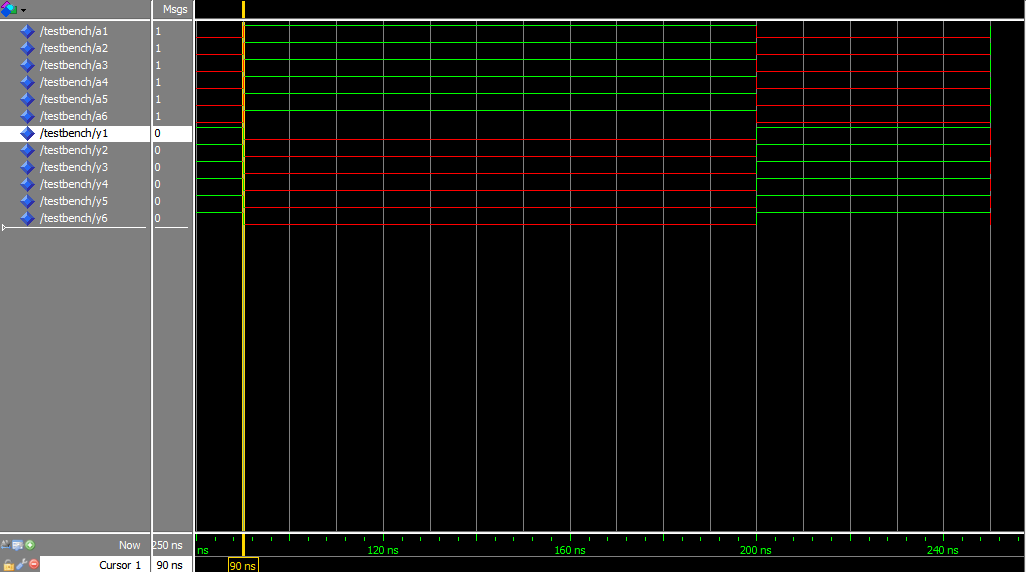 Msgs
/testbench/a1 1
/testbench/a2 1
/testbench/a3 1
/testbench/a4 1
/testbench/a5 1
/testbench/a6 1
/testbench/y1 0
/testbench/y2 0
/testbench/y3 0
/testbench/y4 0
/testbench/y5 0
/testbench/y6 0
Now 250 ns ns 120 ns 160 ns 200 ns 240 ns
Cursor 1 90 ns 90 ns